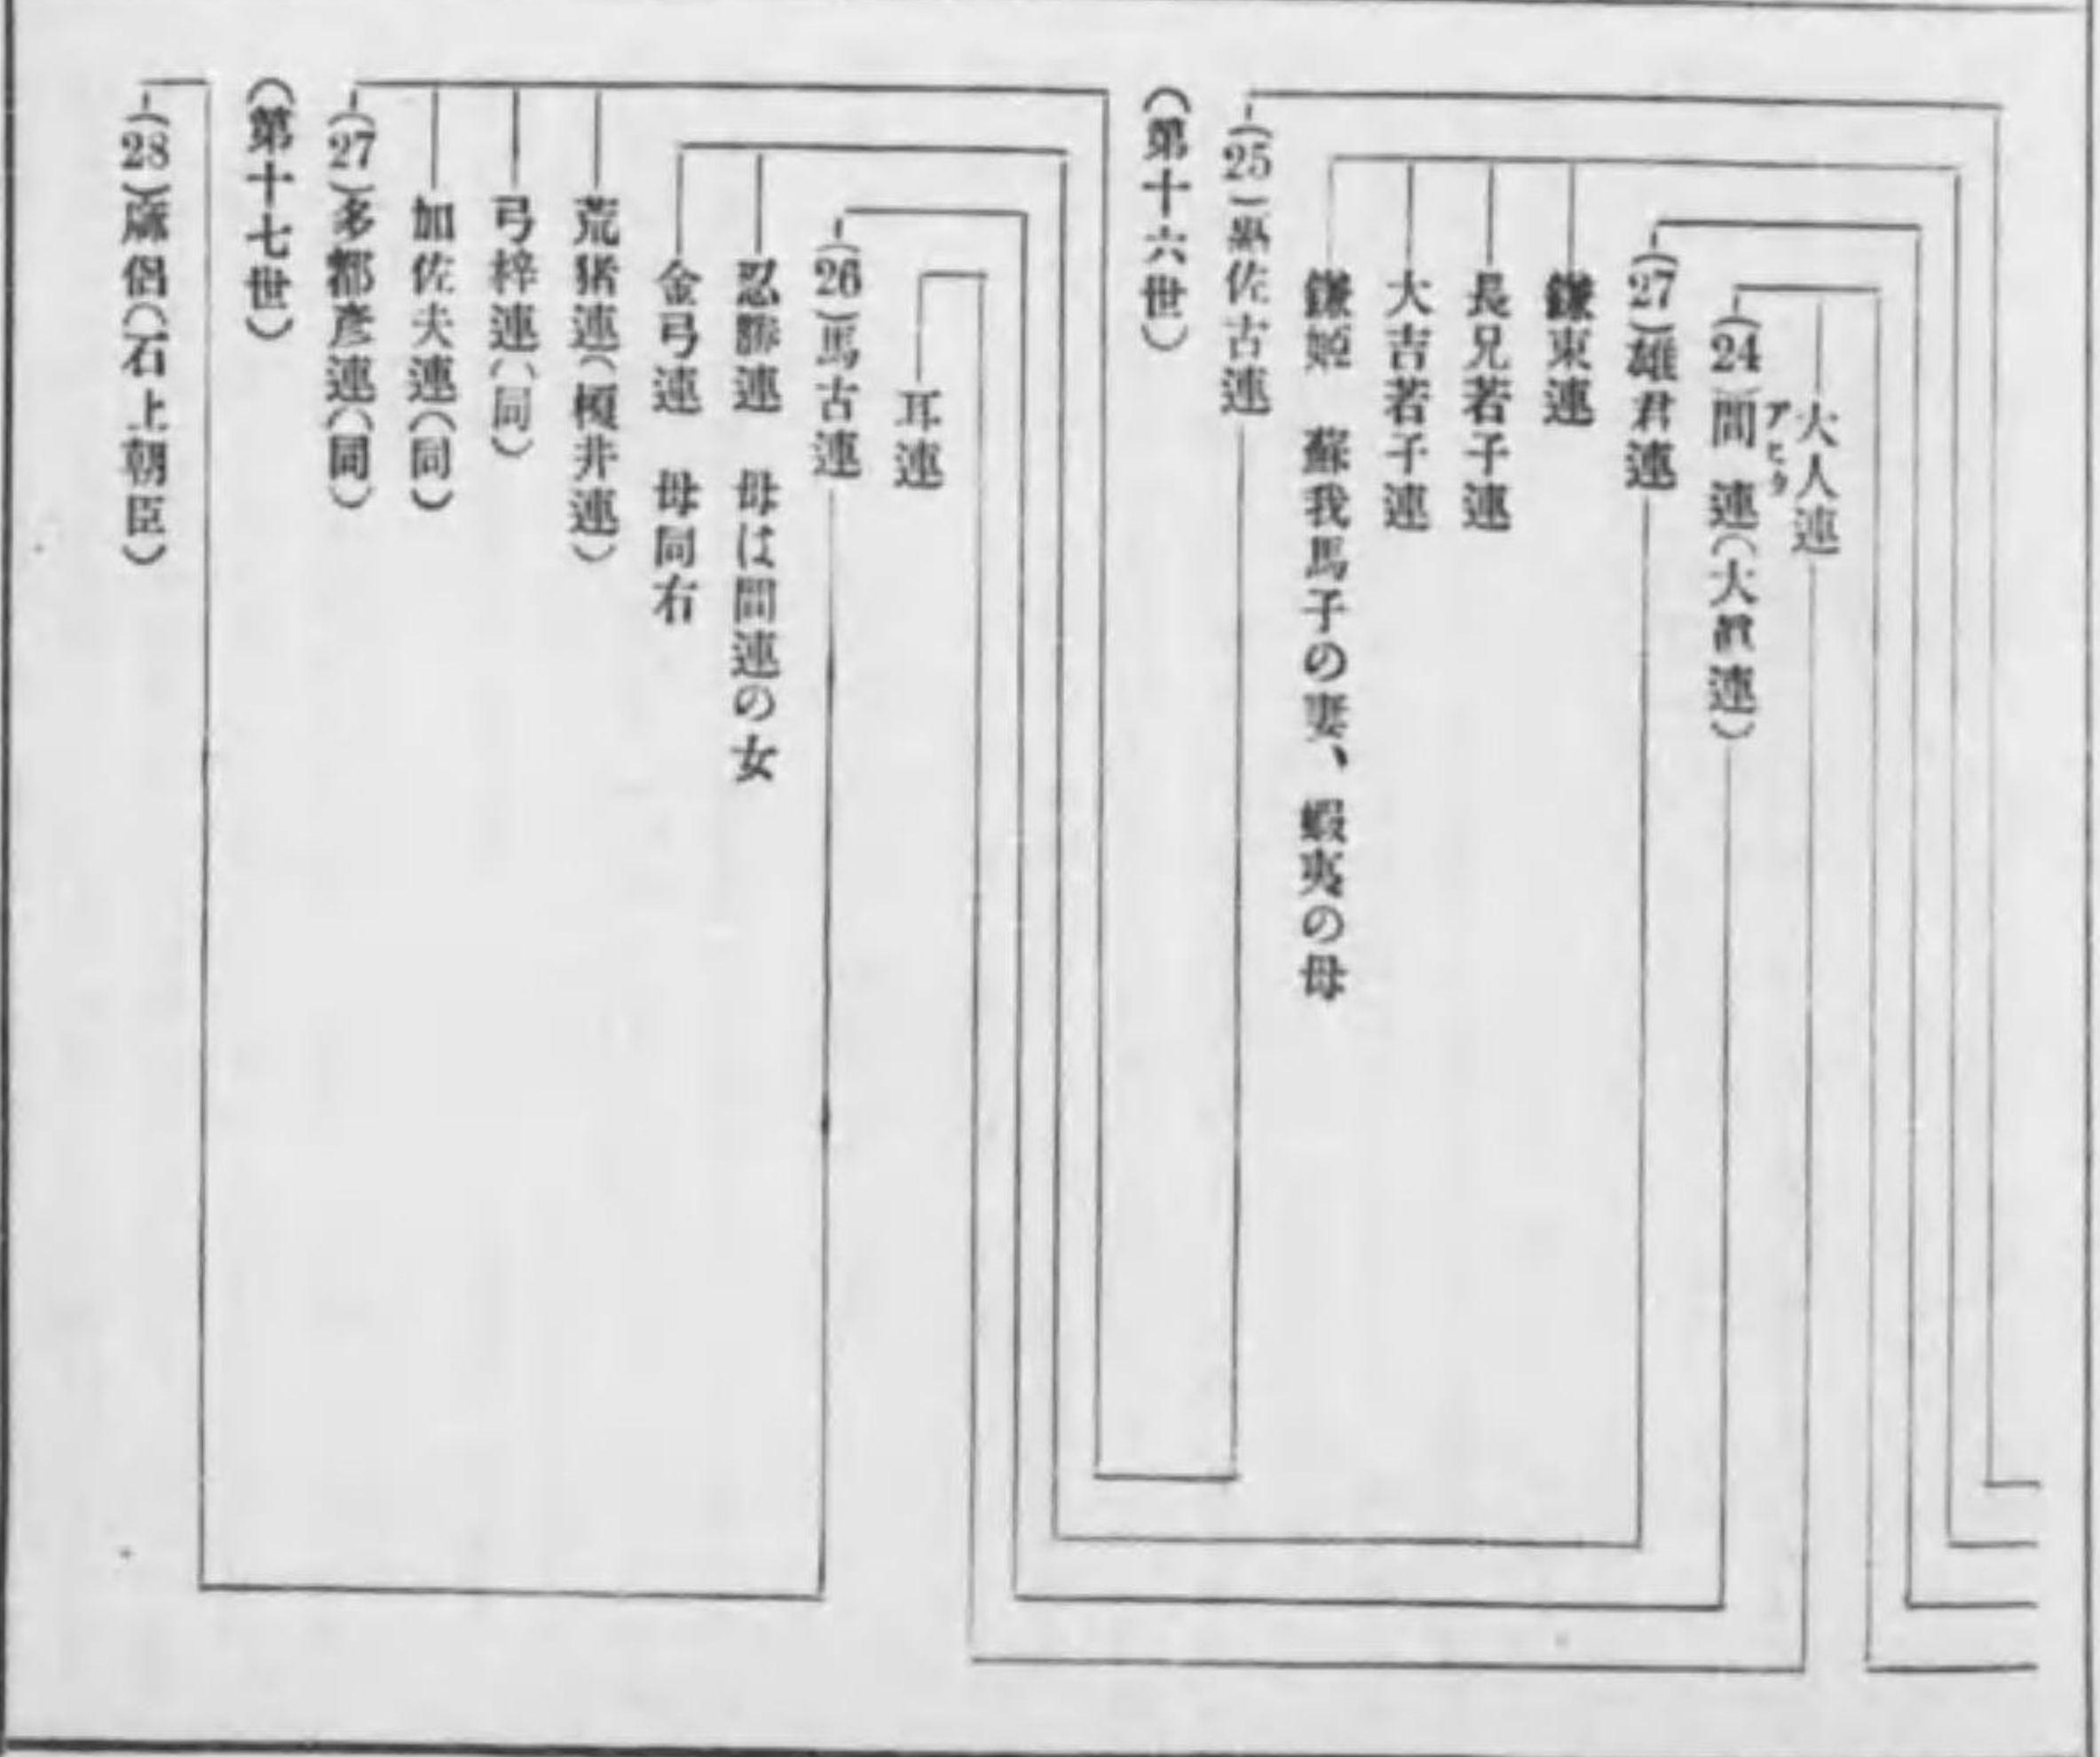 大人連
(24)間アヒタ連(大眞連)
(27)雄君連
鎌束連
長兄若子連
大吉若子連
鎌姫　蘇我馬子の妻、蝦夷の母
(25)佐古連
(第十六世)
耳連
(26)馬古連
忍勝連　母は間連の女
金弓連　母同右
荒猪連(榎井連)
弓梓連(同)
加佐夫連(同)
(27)多都彦連(同)
(第十七世)
(28)麻侶(石上朝臣)